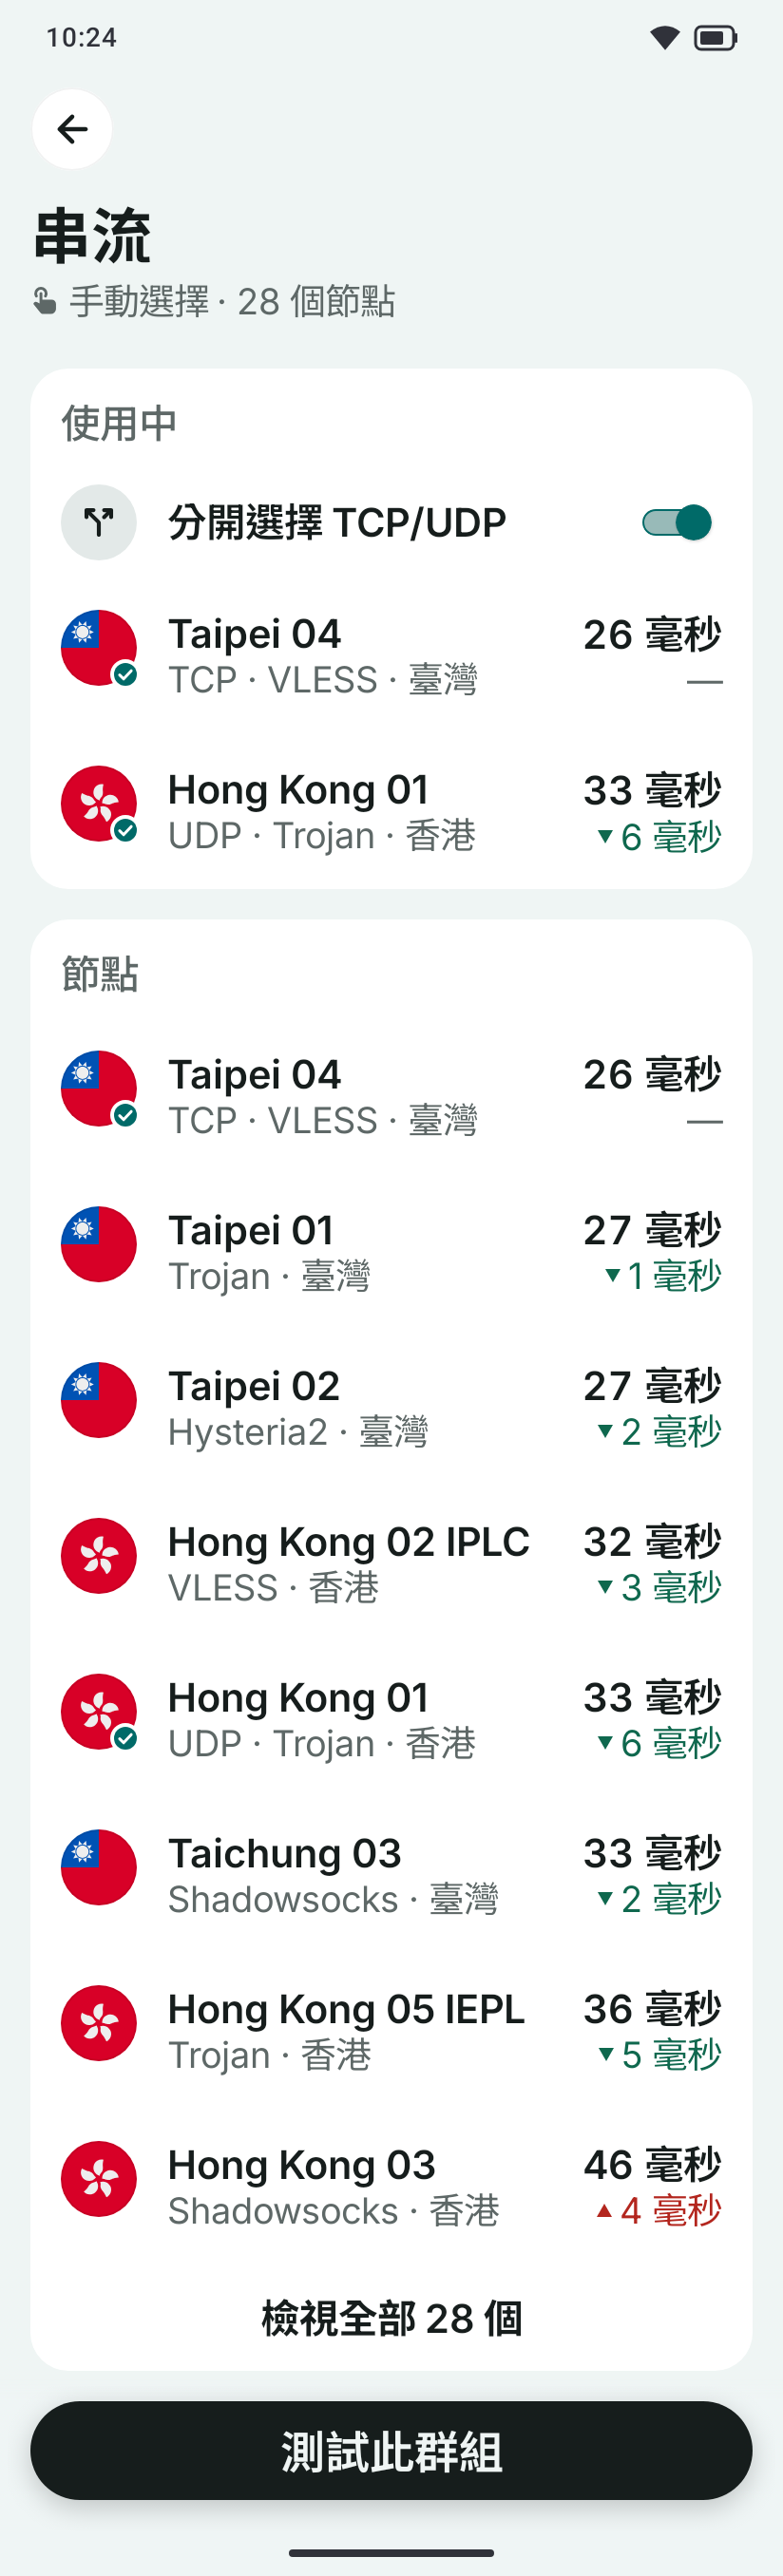 10:24
串流
手動選擇 · 28 個節點
使用中
分開選擇 TCP/UDP
Taipei 04
26 毫秒
TCP · VLESS · 臺灣
—
Hong Kong 01
33 毫秒
UDP · Trojan · 香港
▼6 毫秒
節點
Taipei 04
26 毫秒
TCP · VLESS · 臺灣
—
Taipei 01
27 毫秒
Trojan · 臺灣
▼1 毫秒
Taipei 02
27 毫秒
Hysteria2 · 臺灣
▼2 毫秒
Hong Kong 02 IPLC
32 毫秒
VLESS · 香港
▼3 毫秒
Hong Kong 01
33 毫秒
UDP · Trojan · 香港
▼6 毫秒
Taichung 03
33 毫秒
Shadowsocks · 臺灣
▼2 毫秒
Hong Kong 05 IEPL
36 毫秒
Trojan · 香港
▼5 毫秒
Hong Kong 03
46 毫秒
Shadowsocks · 香港
▲4 毫秒
檢視全部 28 個
測試此群組